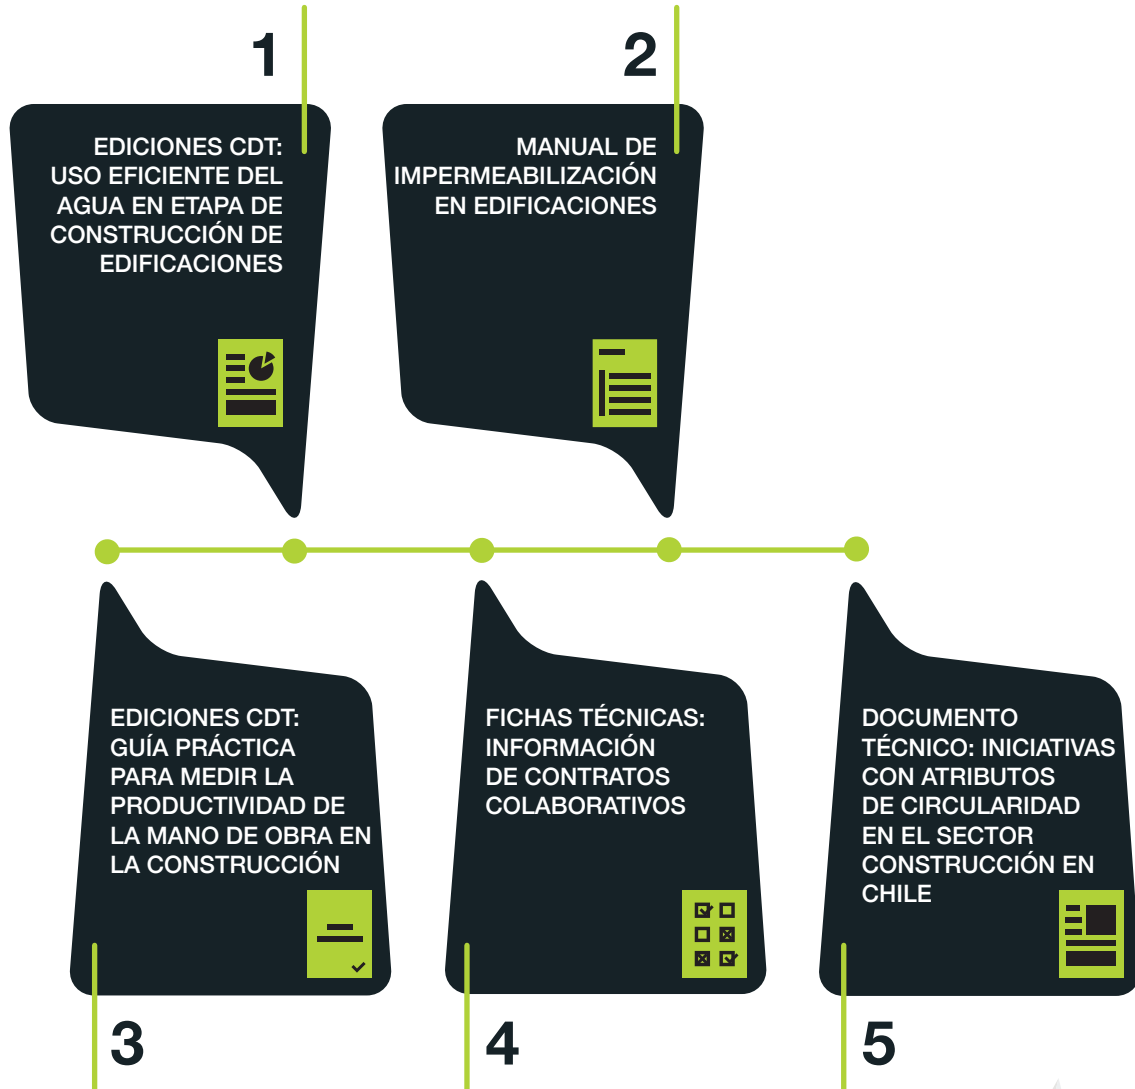 1
EDICIONES CDT:
USO EFICIENTE DEL
AGUA EN ETAPA DE
CONSTRUCCIÓN DE
EDIFICACIONES
2
MANUAL DE
IMPERMEABILIZACIÓN
EN EDIFICACIONES
EDICIONES CDT:
GUÍA PRÁCTICA
PARA MEDIR LA
PRODUCTIVIDAD DE
LA MANO DE OBRA EN
LA CONSTRUCCIÓN
3
FICHAS TÉCNICAS:
INFORMACIÓN
DE CONTRATOS
COLABORATIVOS
4
DOCUMENTO
TÉCNICO: INICIATIVAS
CON ATRIBUTOS
DE CIRCULARIDAD
EN EL SECTOR
CONSTRUCCIÓN EN
CHILE
5